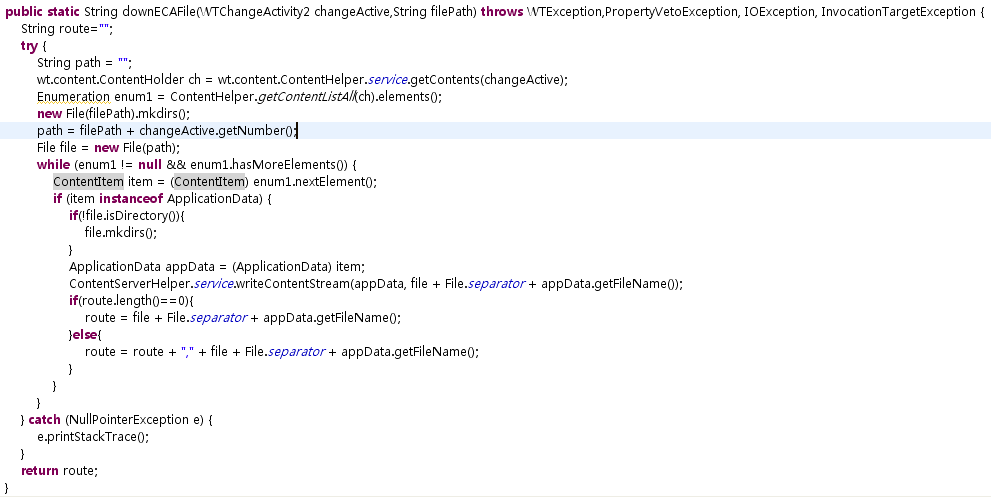 public static String downECAFile(WTChangeActivity2 changeActive,String filePath) throws WTException,PropertyVetoException, IOException, InvocationTargetException {
String route="";
try {
String path = "";
wt.content.ContentHolder ch = wt.content.ContentHelper.service.getContents(changeActive);
Enumeration enum1 = ContentHelper.getContentListAll(ch).elements();
new File(filePath).mkdirs();
path = filePath + changeActive.getNumber();
File file = new File(path);
while (enum1 != null && enum1.hasMoreElements()) {
ContentItem item = (ContentItem) enum1.nextElement();
if (item instanceof ApplicationData) {
if(!file.isDirectory()){
file.mkdirs();
}
ApplicationData appData = (ApplicationData) item;
ContentServerHelper.service.writeContentStream(appData, file + File.separator + appData.getFileName());
if(route.length()==0){
route = file + File.separator + appData.getFileName();
}else{
route = route + "," + file + File.separator + appData.getFileName();
}
}
}
} catch (NullPointerException e) {
e.printStackTrace();
}
return route;
}